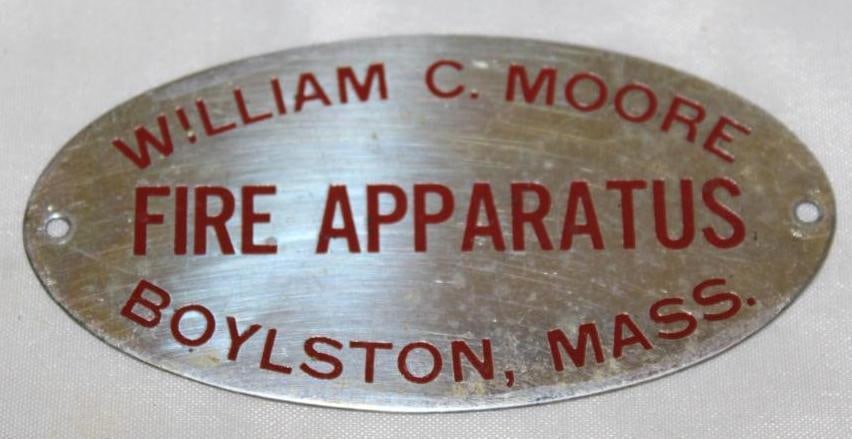 WILLIAM C. MOORE
FIRE APPARATUS
BOYLSTON, MASS.